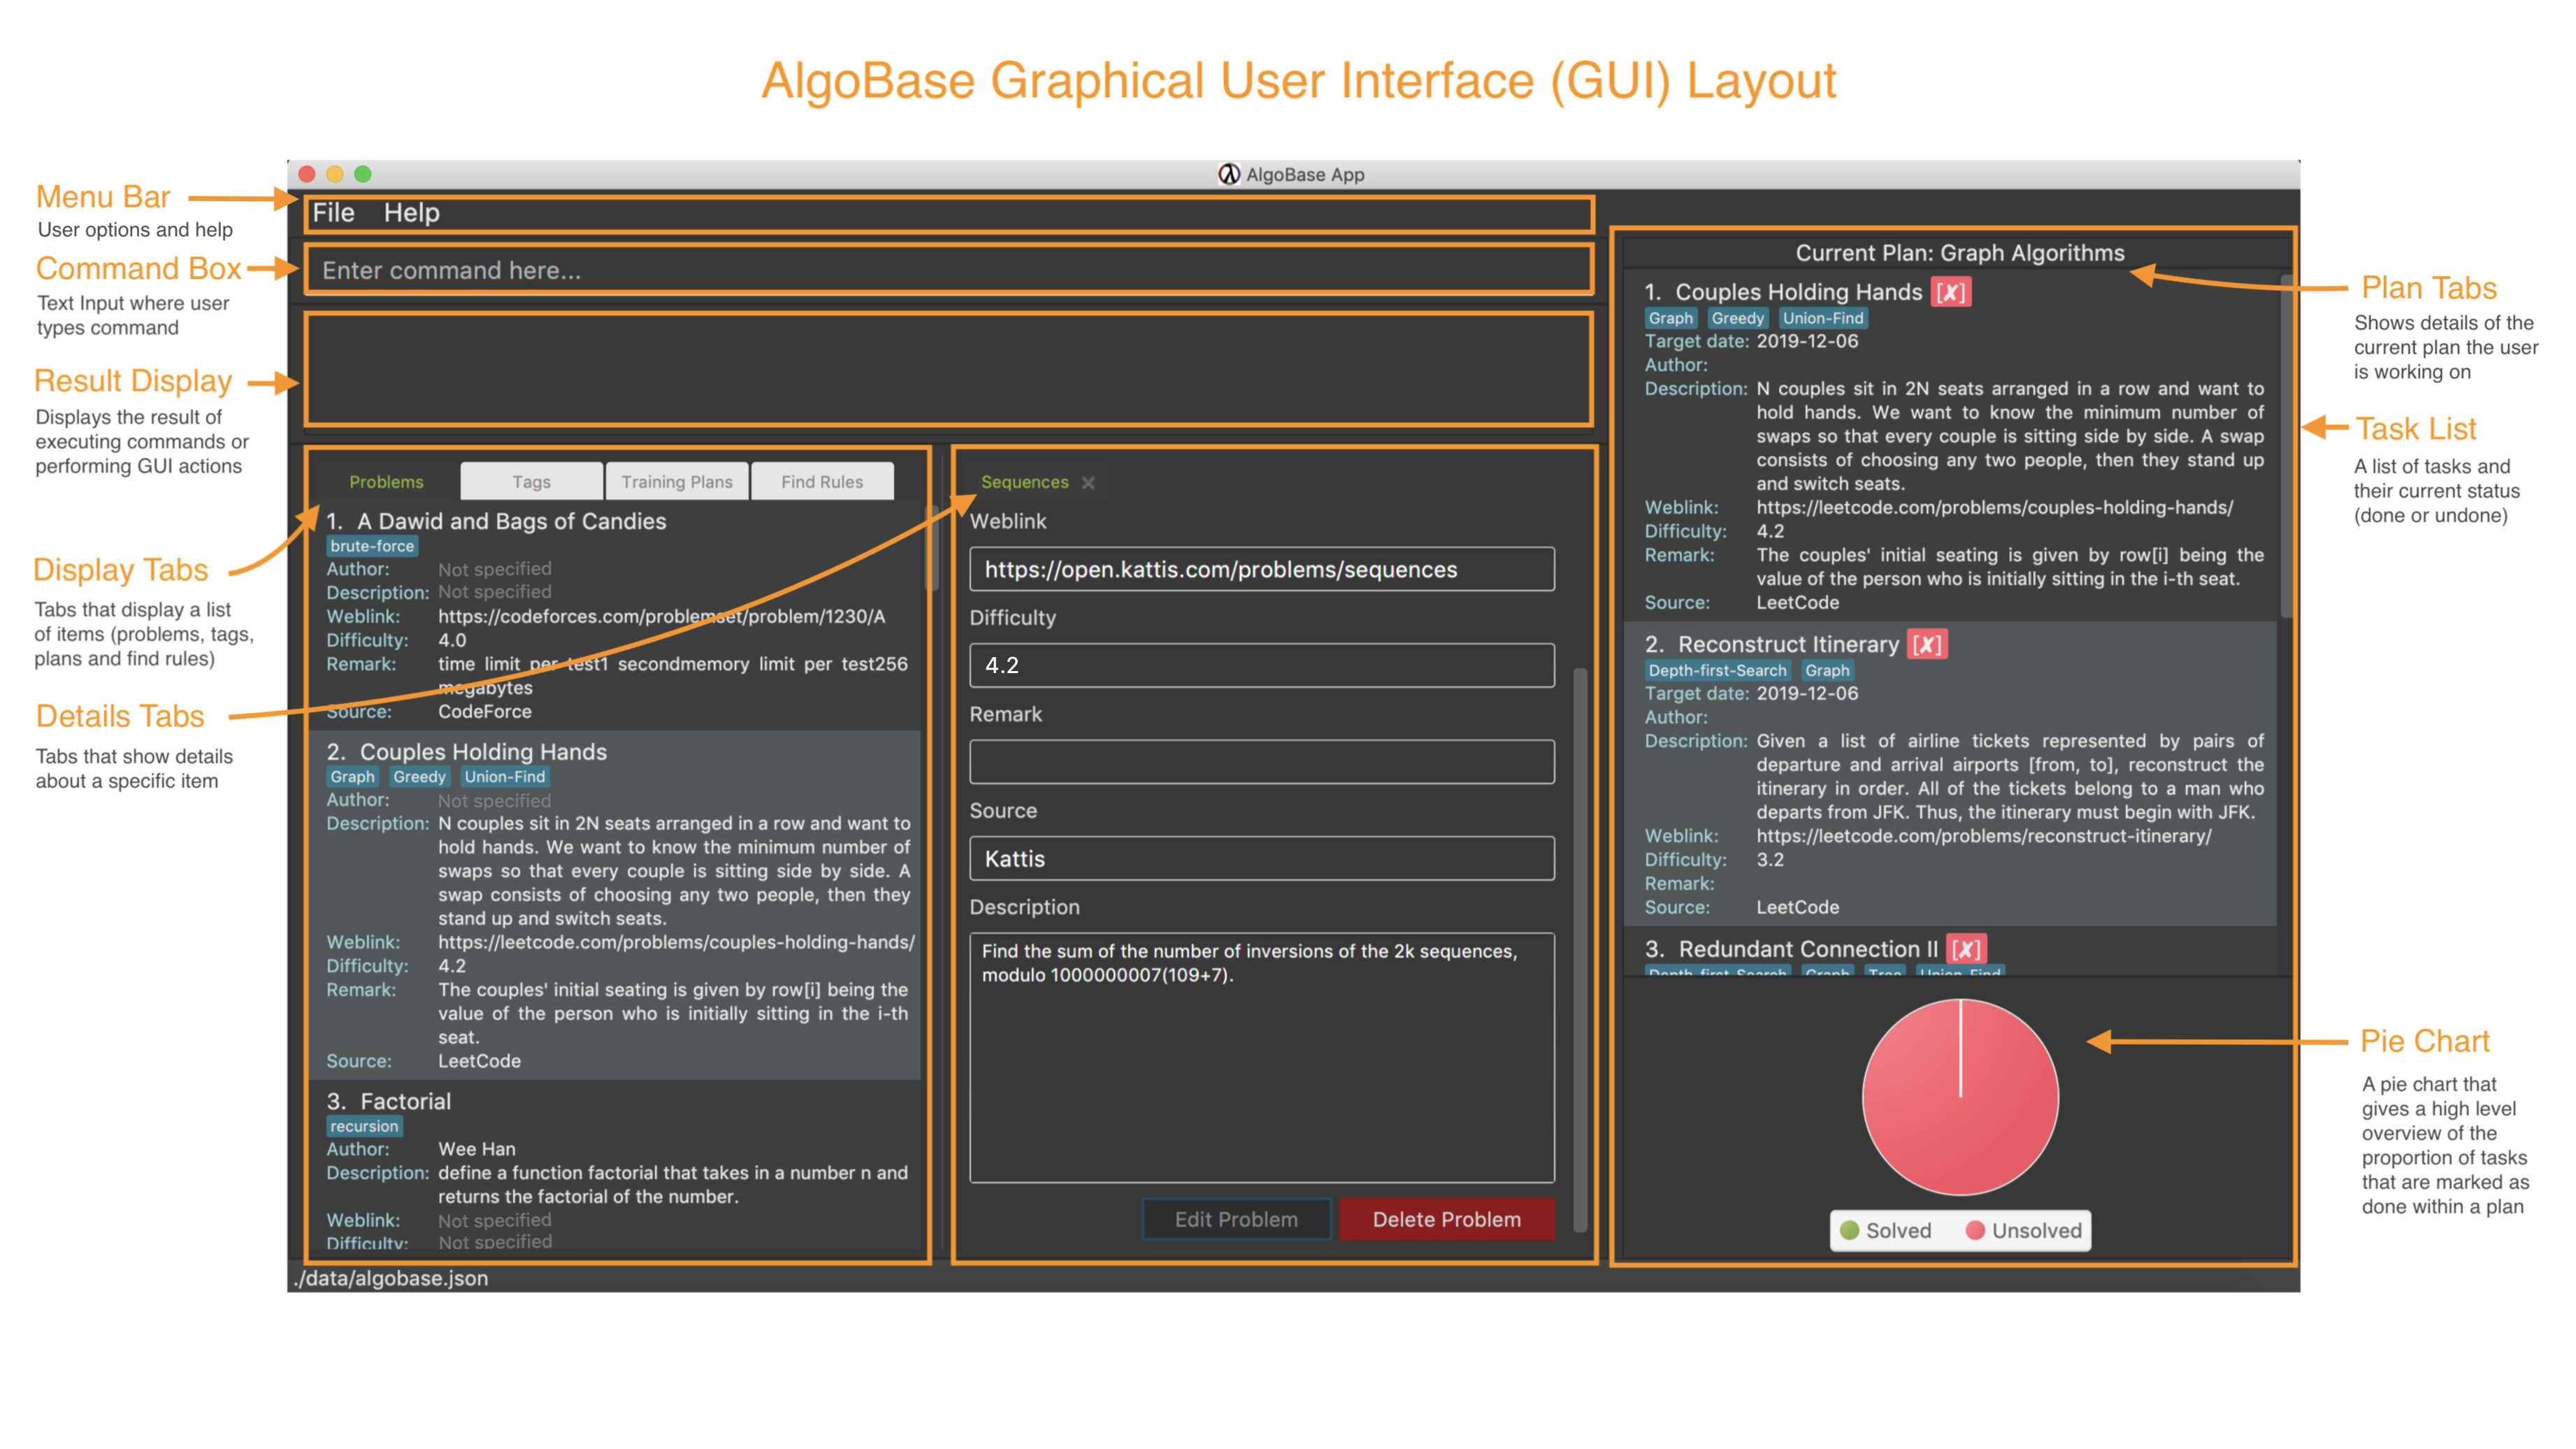 AlgoBase Graphical User Interface (GUI) Layout
AlgoBase App
Menu Bar
User options and help
Command Box
Text Input where user
types command
Result Display
Displays the result of
executing commands or
performing GUI actions
Display Tabs
Tabs that display a list
of items (problems, tags,
plans and find rules)
Details Tabs
Tabs that show details
about a specific item
File Help
Enter command here...
Problems Tags Training Plans Find Rules
1. A Dawid and Bags of Candies
brute-force
Author: Not specified
Description: Not specified
Weblink: https://codeforces.com/problemset/problem/1230/A
Difficulty: 4.0
Remark: time limit per test1 secondmemory limit per test256
megabytes
Source: CodeForce
2. Couples Holding Hands
Graph Greedy Union-Find
Author: Not specified
Description: N couples sit in 2N seats arranged in a row and want to
hold hands. We want to know the minimum number of
swaps so that every couple is sitting side by side. A
swap consists of choosing any two people, then they
stand up and switch seats.
Weblink: https://leetcode.com/problems/couples-holding-hands/
Difficulty: 4.2
Remark: The couples' initial seating is given by row[i] being the
value of the person who is initially sitting in the i-th
seat.
Source: LeetCode
3. Factorial
recursion
Author: Wee Han
Description: define a function factorial that takes in a number n and
returns the factorial of the number.
Weblink: Not specified
Difficulty: Not specified
./data/algobase.json
Sequences ×
Weblink
https://open.kattis.com/problems/sequences
Difficulty
4.2
Remark
Source
Kattis
Description
Find the sum of the number of inversions of the 2k sequences,
modulo 1000000007(109+7).
Edit Problem Delete Problem
Current Plan: Graph Algorithms
1. Couples Holding Hands [✗]
Graph Greedy Union-Find
Target date: 2019-12-06
Author:
Description: N couples sit in 2N seats arranged in a row and want to
hold hands. We want to know the minimum number of
swaps so that every couple is sitting side by side. A swap
consists of choosing any two people, then they stand up
and switch seats.
Weblink: https://leetcode.com/problems/couples-holding-hands/
Difficulty: 4.2
Remark: The couples' initial seating is given by row[i] being the
value of the person who is initially sitting in the i-th seat.
Source: LeetCode
2. Reconstruct Itinerary [✗]
Depth-first-Search Graph
Target date: 2019-12-06
Author:
Description: Given a list of airline tickets represented by pairs of
departure and arrival airports [from, to], reconstruct the
itinerary in order. All of the tickets belong to a man who
departs from JFK. Thus, the itinerary must begin with JFK.
Weblink: https://leetcode.com/problems/reconstruct-itinerary/
Difficulty: 3.2
Remark:
Source: LeetCode
3. Redundant Connection II [✗]
Depth-first-Search Graph Tree Union-Find
Solved Unsolved
Plan Tabs
Shows details of the
current plan the user
is working on
Task List
A list of tasks and
their current status
(done or undone)
Pie Chart
A pie chart that
gives a high level
overview of the
proportion of tasks
that are marked as
done within a plan